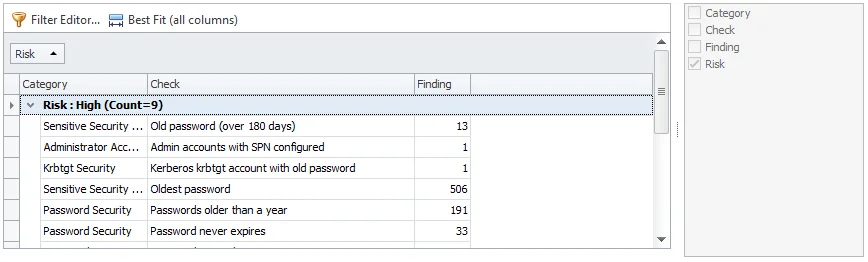 Filter Editor... Best Fit (all columns)
Risk
Category Check Finding
Risk : High (Count=9)
Sensitive Security ... Old password (over 180 days) 13
Administrator Acc... Admin accounts with SPN configured 1
Krbtgt Security Kerberos krbtgt account with old password 1
Sensitive Security ... Oldest password 506
Password Security Passwords older than a year 191
Password Security Password never expires 33
Category
Check
Finding
Risk